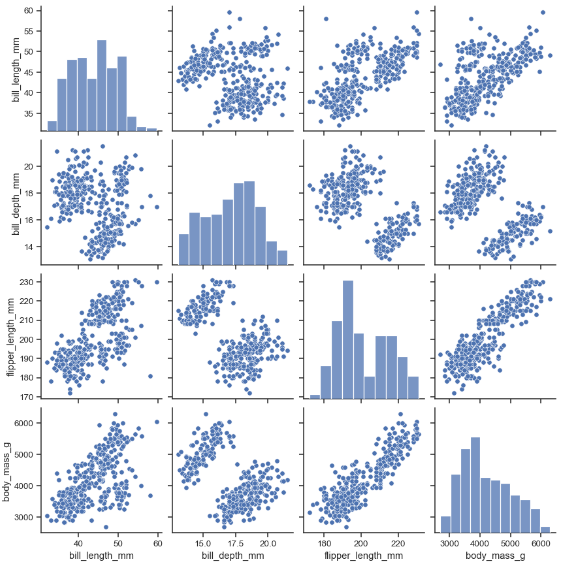 60
55
50
45
40
35
bill_length_mm
20
18
16
14
bill_depth_mm
230
220
210
200
190
180
170
flipper_length_mm
6000
5000
4000
3000
body_mass_g
40 50 60
bill_length_mm
15.0 17.5 20.0
bill_depth_mm
180 200 220
flipper_length_mm
3000 4000 5000 6000
body_mass_g